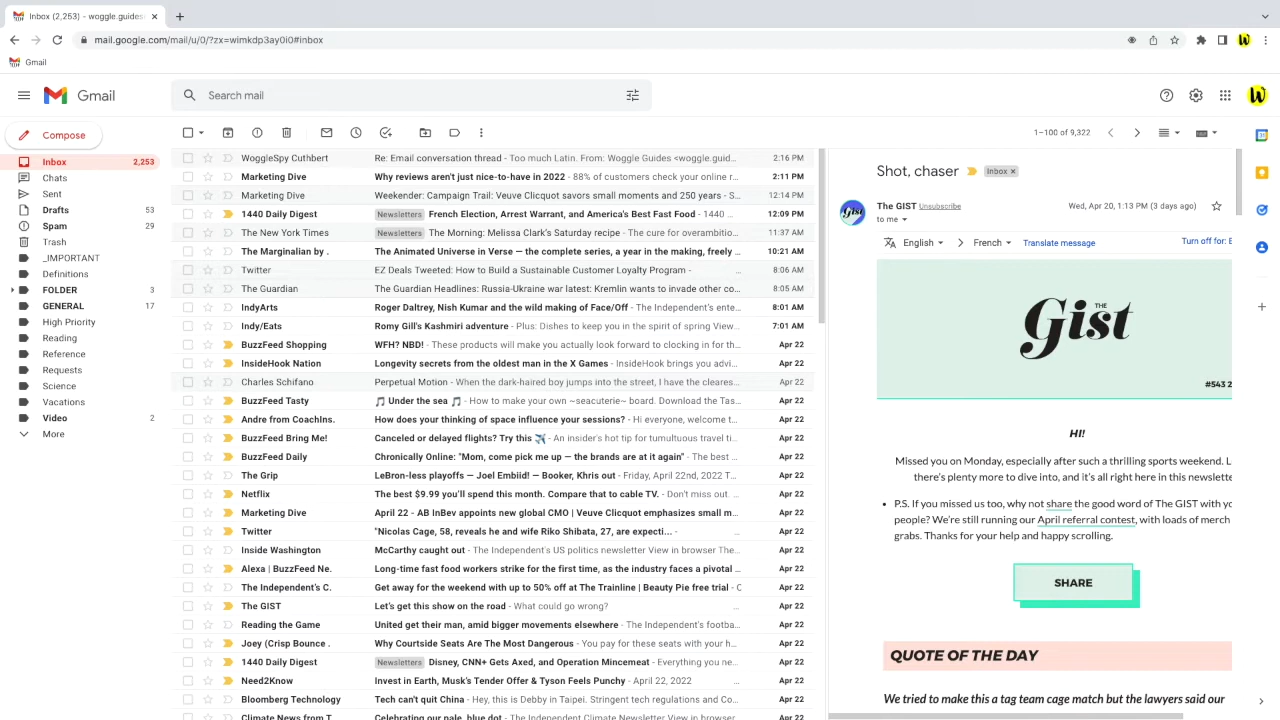 Inbox (2,253) - woggle.guides
mail.google.com/mail/u/0/?zx=wimkdp3ay0i0#inbox
Gmail
Gmail
Search mail
Compose
1–100 of 9,322
Inbox 2,253
Chats
Sent
Drafts 53
Spam 29
Trash
_IMPORTANT
Definitions
FOLDER 3
GENERAL 17
High Priority
Reading
Reference
Requests
Science
Vacations
Video 2
More
WoggleSpy Cuthbert Re: Email conversation thread - Too much Latin. From: Woggle Guides <woggle.guid… 2:16 PM
Marketing Dive Why reviews aren't just nice-to-have in 2022 - 88% of customers check your online r… 2:11 PM
Marketing Dive Weekender: Campaign Trail: Veuve Clicquot savors small moments and 250 years - S… 12:14 PM
1440 Daily Digest Newsletters French Election, Arrest Warrant, and America's Best Fast Food - 1440 … 12:09 PM
The New York Times Newsletters The Morning: Melissa Clark's Saturday recipe - The cure for overambitio… 11:37 AM
The Marginalian by . The Animated Universe in Verse — the complete series, a year in the making, freely … 10:21 AM
Twitter EZ Deals Tweeted: How to Build a Sustainable Customer Loyalty Program - … 8:06 AM
The Guardian The Guardian Headlines: Russia-Ukraine war latest: Kremlin wants to invade other co… 8:05 AM
IndyArts Roger Daltrey, Nish Kumar and the wild making of Face/Off - The Independent's ente… 8:01 AM
Indy/Eats Romy Gill's Kashmiri adventure - Plus: Dishes to keep you in the spirit of spring View… 7:01 AM
BuzzFeed Shopping WFH? NBD! - These products will make you actually look forward to clocking in for th… Apr 22
InsideHook Nation Longevity secrets from the oldest man in the X Games - InsideHook brings you advi… Apr 22
Charles Schifano Perpetual Motion - When the dark-haired boy jumps into the street, I have the cleares… Apr 22
BuzzFeed Tasty 🎵 Under the sea 🎵 - How to make your own ~seacuterie~ board. Download the Tas… Apr 22
Andre from CoachIns. How does your thinking of space influence your sessions? - Hi everyone, welcome t… Apr 22
BuzzFeed Bring Me! Canceled or delayed flights? Try this ✈️ - An insider's hot tip for tumultuous travel ti… Apr 22
BuzzFeed Daily Chronically Online: "Mom, come pick me up — the brands are at it again" - The best … Apr 22
The Grip LeBron-less playoffs — Joel Embiid! — Booker, Khris out - Friday, April 22nd, 2022 T… Apr 22
Netflix The best $9.99 you'll spend this month. Compare that to cable TV. - Don't miss out. … Apr 22
Marketing Dive April 22 - AB InBev appoints new global CMO | Veuve Clicquot emphasizes small m… Apr 22
Twitter "Nicolas Cage, 58, reveals he and wife Riko Shibata, 27, are expecti... - … Apr 22
Inside Washington McCarthy caught out - The Independent's US politics newsletter View in browser The… Apr 22
Alexa | BuzzFeed Ne. Long-time fast food workers strike for the first time, as the industry faces a pivotal … Apr 22
The Independent's C. Get away for the weekend with up to 50% off at The Trainline | Beauty Pie free trial - C Apr 22
The GIST Let's get this show on the road - What could go wrong? … Apr 22
Reading the Game United get their man, amid bigger movements elsewhere - The Independent's footba… Apr 22
Joey (Crisp Bounce . Why Courtside Seats Are The Most Dangerous - You pay for these seats with your h… Apr 22
1440 Daily Digest Newsletters Disney, CNN+ Gets Axed, and Operation Mincemeat - Everything you ne… Apr 22
Need2Know Invest in Earth, Musk's Tender Offer & Tyson Feels Punchy - April 22, 2022 … Apr 22
Bloomberg Technology Tech can't quit China - Hey, this is Debby in Taipei. Stringent tech regulations and Co… Apr 22
Climate News from T. Celebrating our pale, blue dot - The Independent Climate Newsletter View in browser… Apr 22
Shot, chaser Inbox ×
Gist
The GIST Unsubscribe Wed, Apr 20, 1:13 PM (3 days ago)
to me
English > French Translate message Turn off for: E
THE
Gist
#543 2
HI!
Missed you on Monday, especially after such a thrilling sports weekend. L
there's plenty more to dive into, and it's all right here in this newslette
• P.S. If you missed us too, why not share the good word of The GIST with yo
people? We're still running our April referral contest, with loads of merch
grabs. Thanks for your help and happy scrolling.
SHARE
QUOTE OF THE DAY
We tried to make this a tag team cage match but the lawyers said our